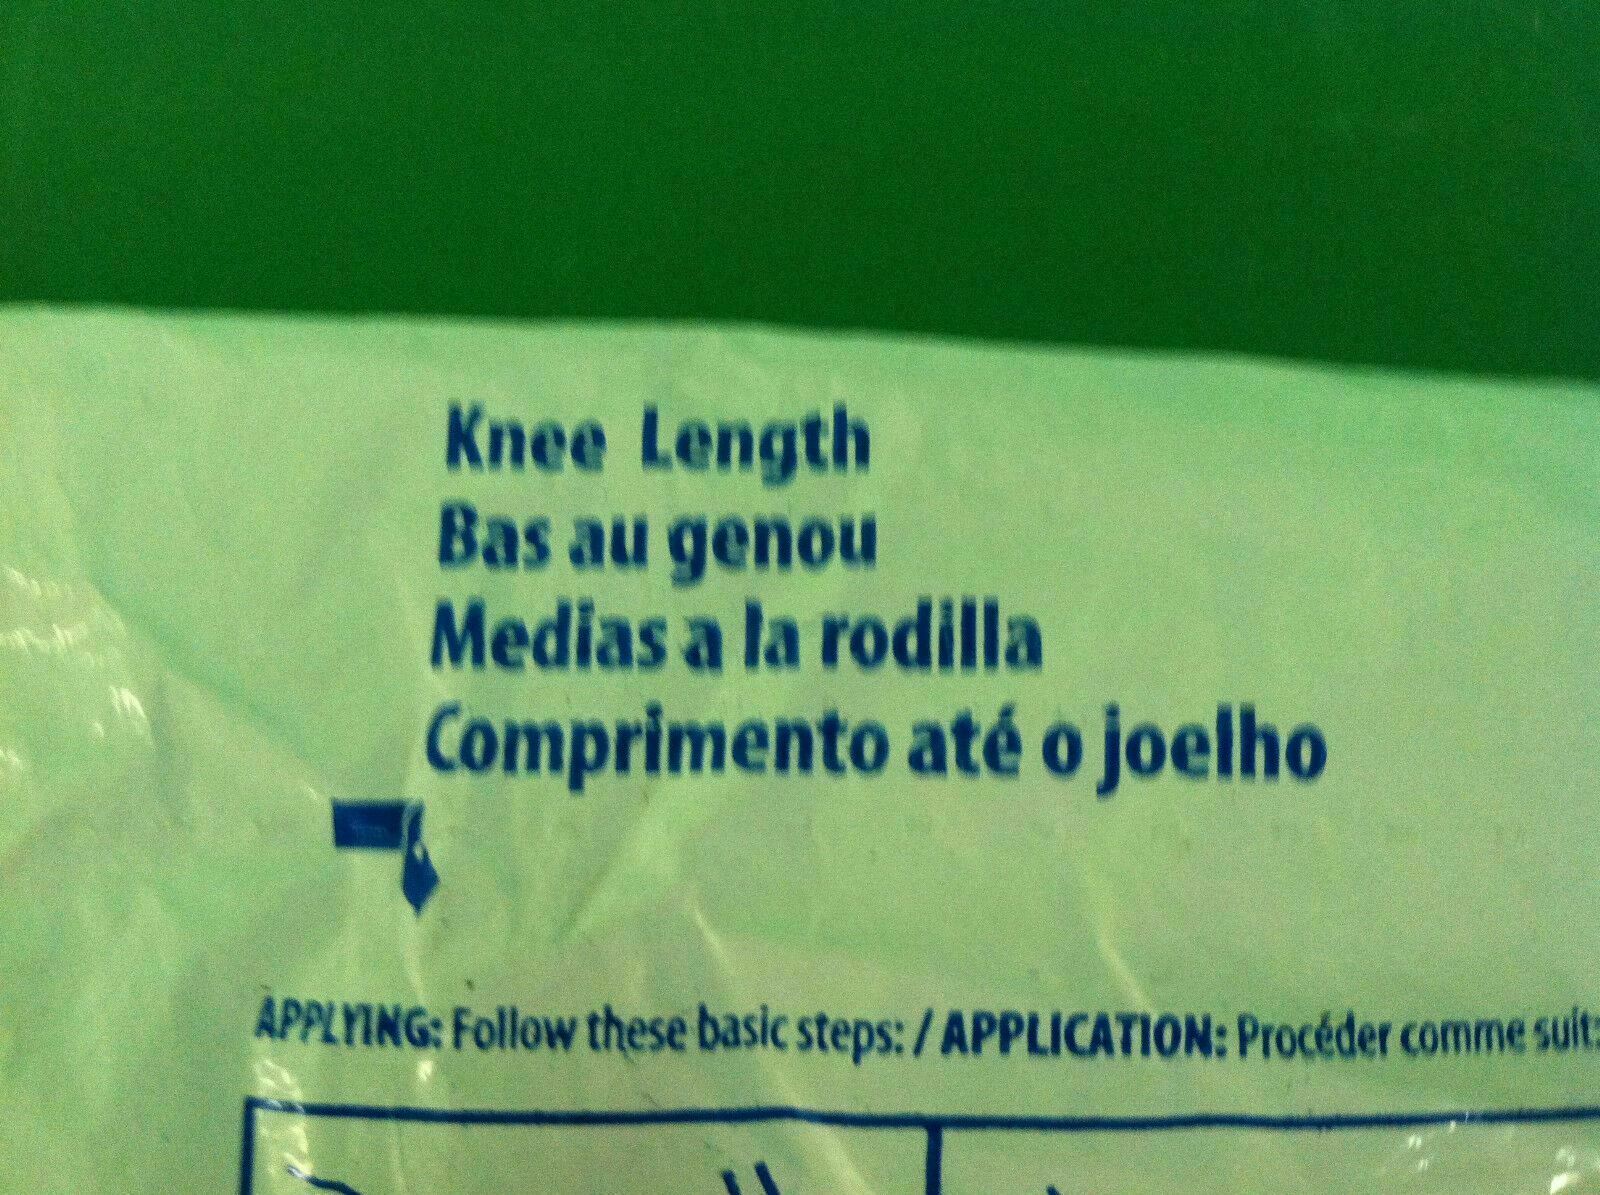 Knee Length
Bas au genou
Medias a la rodilla
Comprimento até o joelho
APPLYING: Follow these basic steps: / APPLICATION: Procéder comme suit: